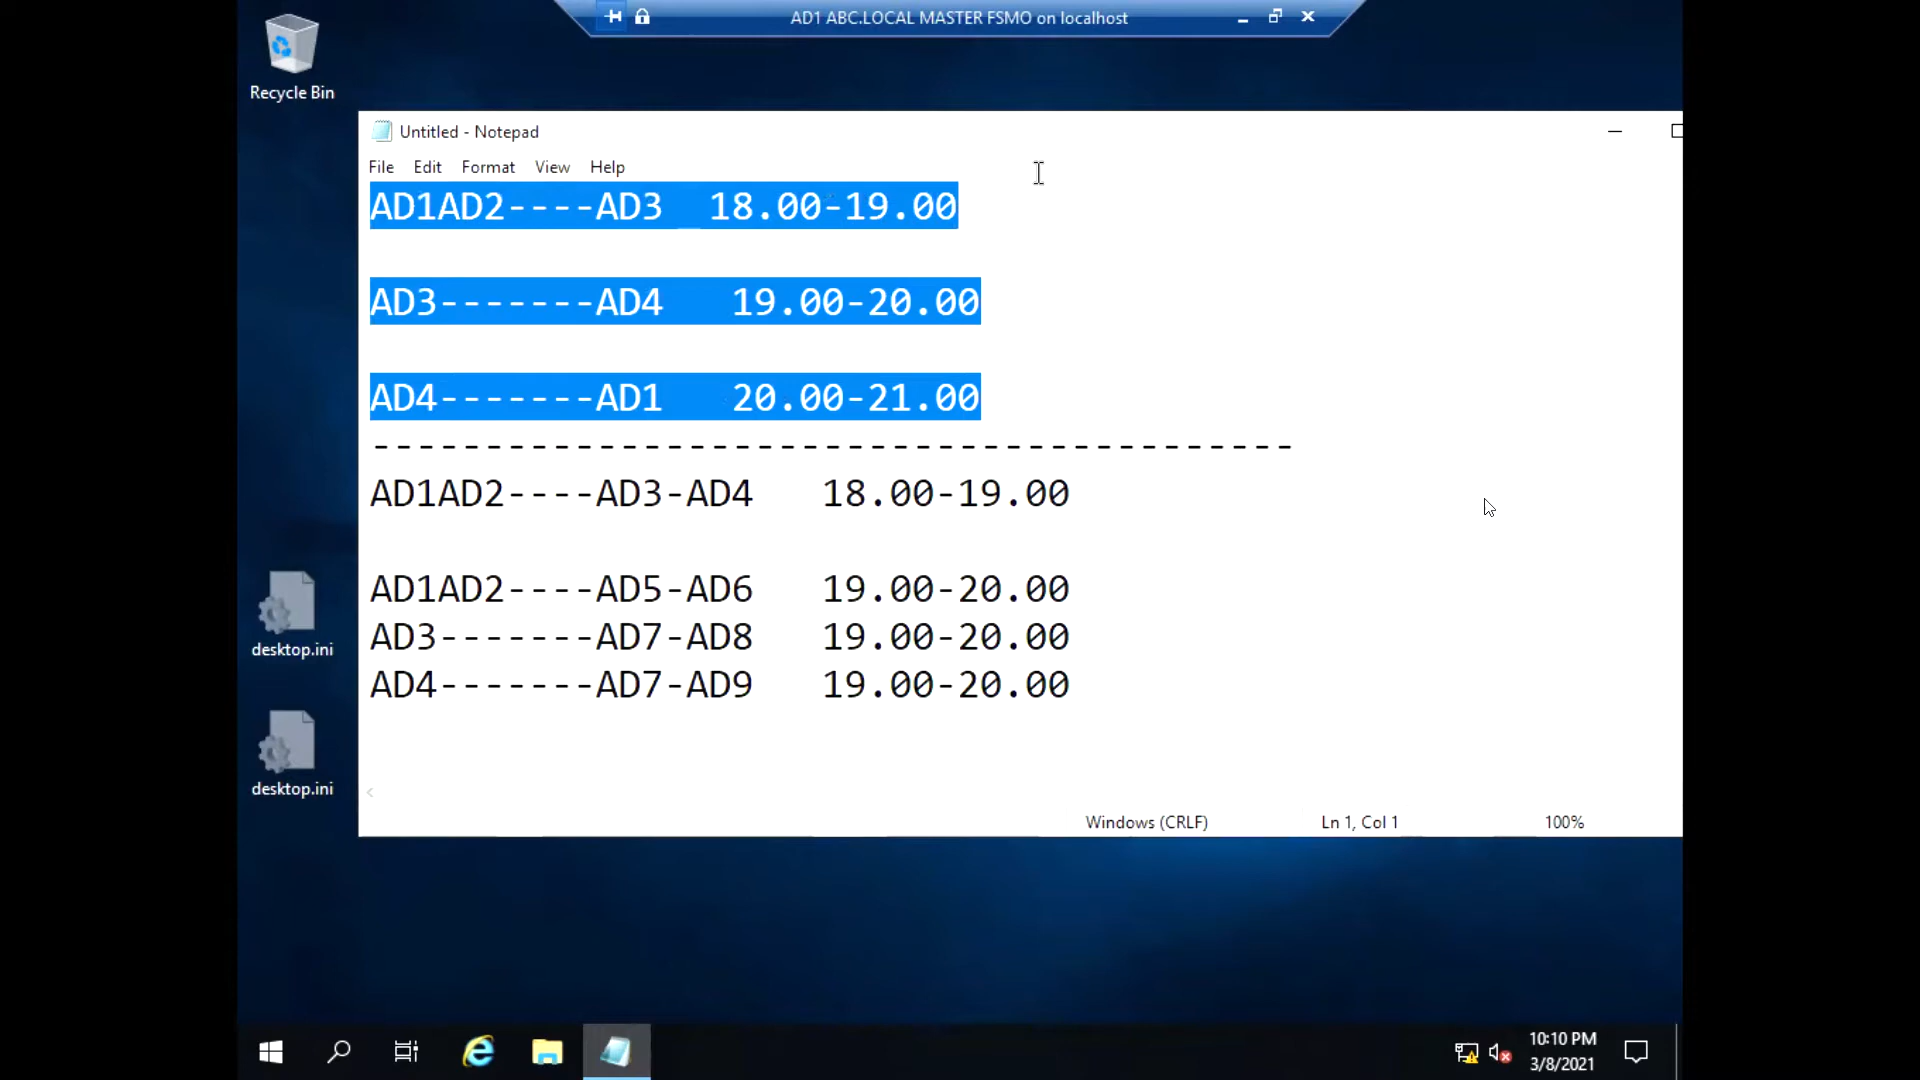 AD1 ABC.LOCAL MASTER FSMO on localhost
Recycle Bin
Untitled - Notepad
File Edit Format View Help
AD1AD2----AD3  18.00-19.00
AD3-------AD4   19.00-20.00
AD4-------AD1   20.00-21.00
-----------------------------------------
AD1AD2----AD3-AD4   18.00-19.00
AD1AD2----AD5-AD6   19.00-20.00
AD3-------AD7-AD8   19.00-20.00
AD4-------AD7-AD9   19.00-20.00
desktop.ini
desktop.ini
Windows (CRLF) Ln 1, Col 1 100%
10:10 PM
3/8/2021